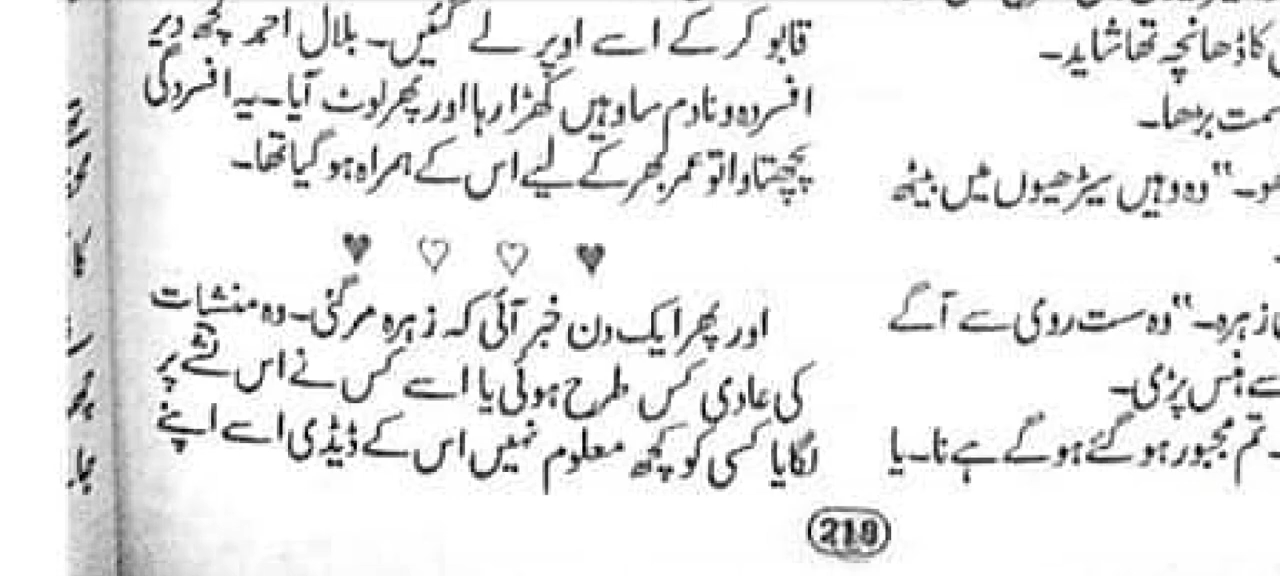 کا ڈھانچہ تھا شاید۔
سمت بڑھا۔
ہو۔" وہ وہیں سیڑھیوں میں بیٹھ
زہرہ۔" وہ ست روی سے آگے
سے ہنس پڑی۔
۔ تم مجبور ہو گئے ہو گے ہے نا۔ یا
قابو کر کے اسے اوپر لے گئیں۔ بلال احمد کچھ دیر
افسردہ و نادم سا وہیں کھڑا رہا اور پھر لوٹ آیا۔ یہ افسردگی
پچھتاوا تو عمر بھر کے لیے اس کے ہمراہ ہو گیا تھا۔
♥ ♡ ♡ ♥
اور پھر ایک دن خبر آئی کہ زہرہ مر گئی۔ وہ منشیات
کی عادی کس طرح ہوئی یا اسے کس نے اس نشے پر
لگایا کسی کو کچھ معلوم نہیں اس کے ڈیڈی اسے اپنے
210